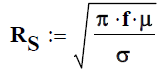 R_S := √(π·f·μ / σ)